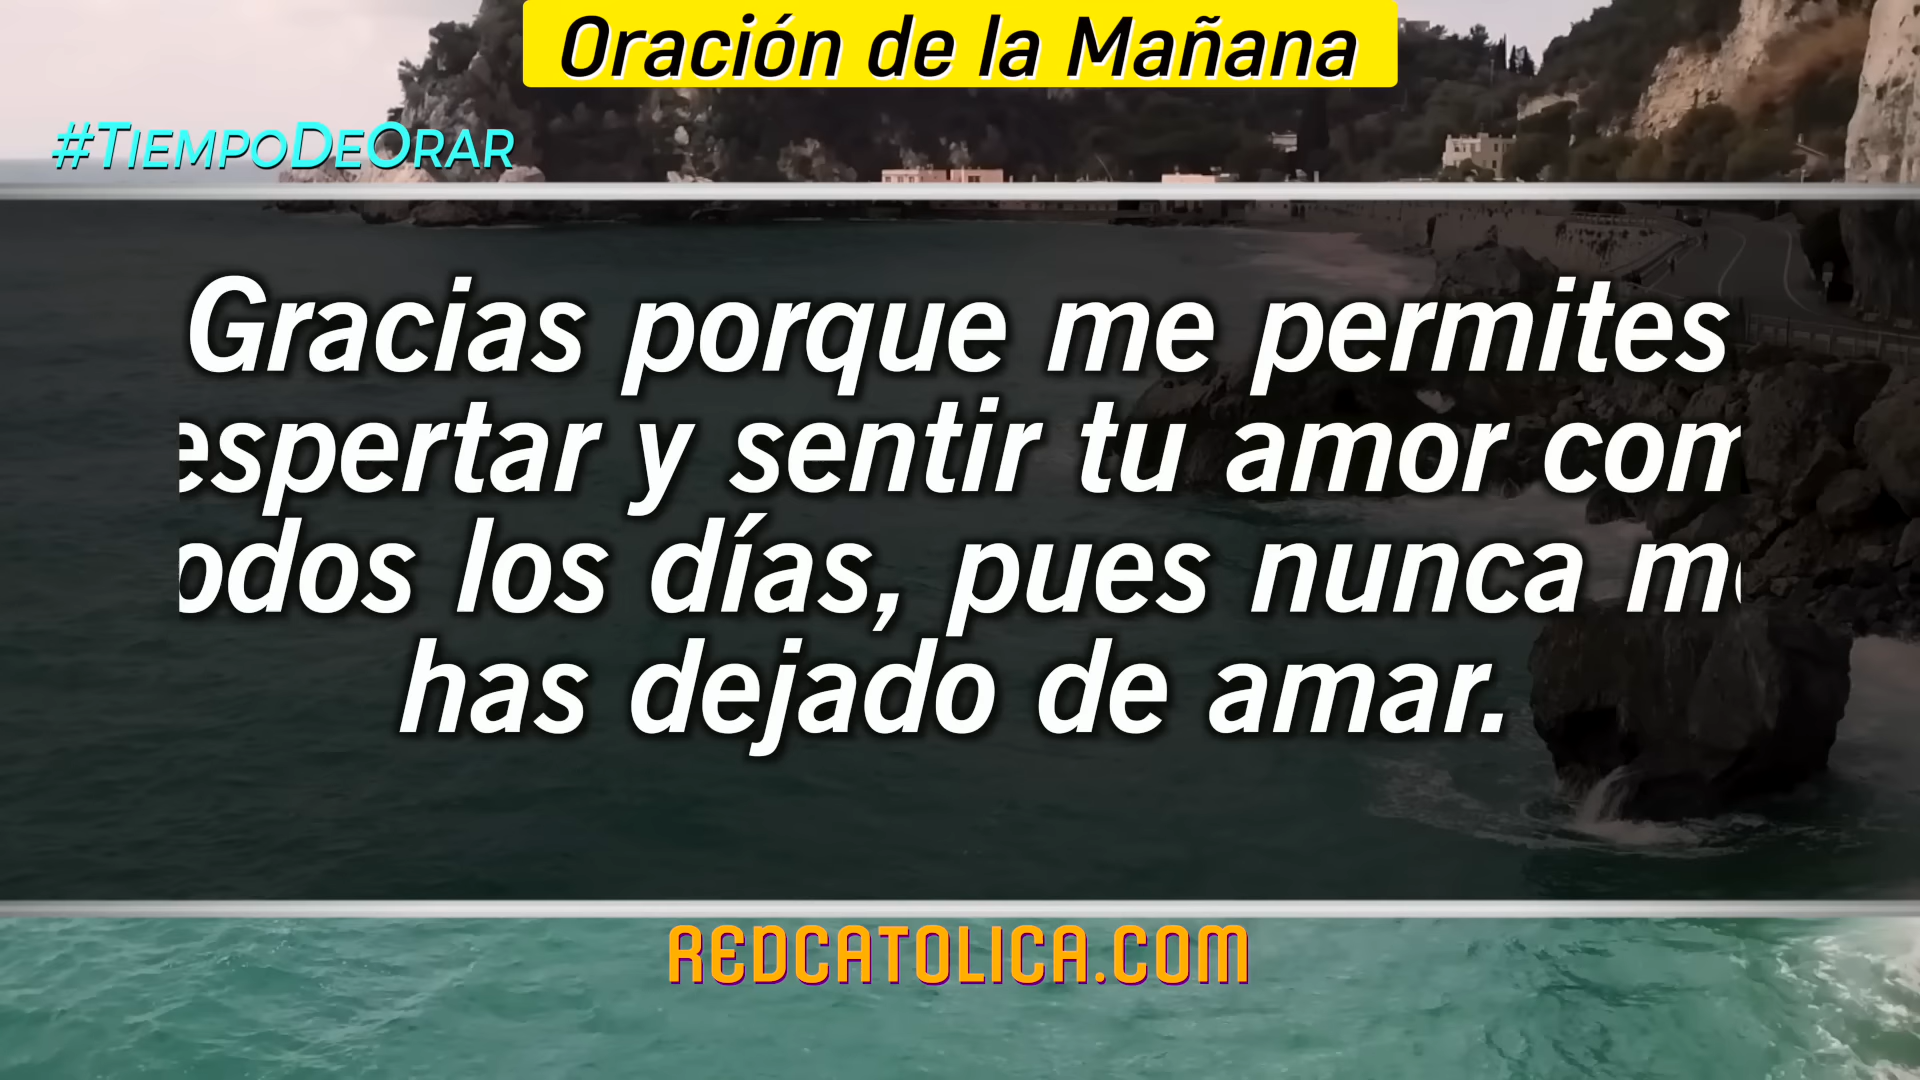 Oración de la Mañana
#TIEMPODEORAR
Gracias porque me permites
espertar y sentir tu amor com
odos los días, pues nunca m
has dejado de amar.
REDCATOLICA.COM